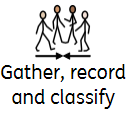 Gather, record
and classify